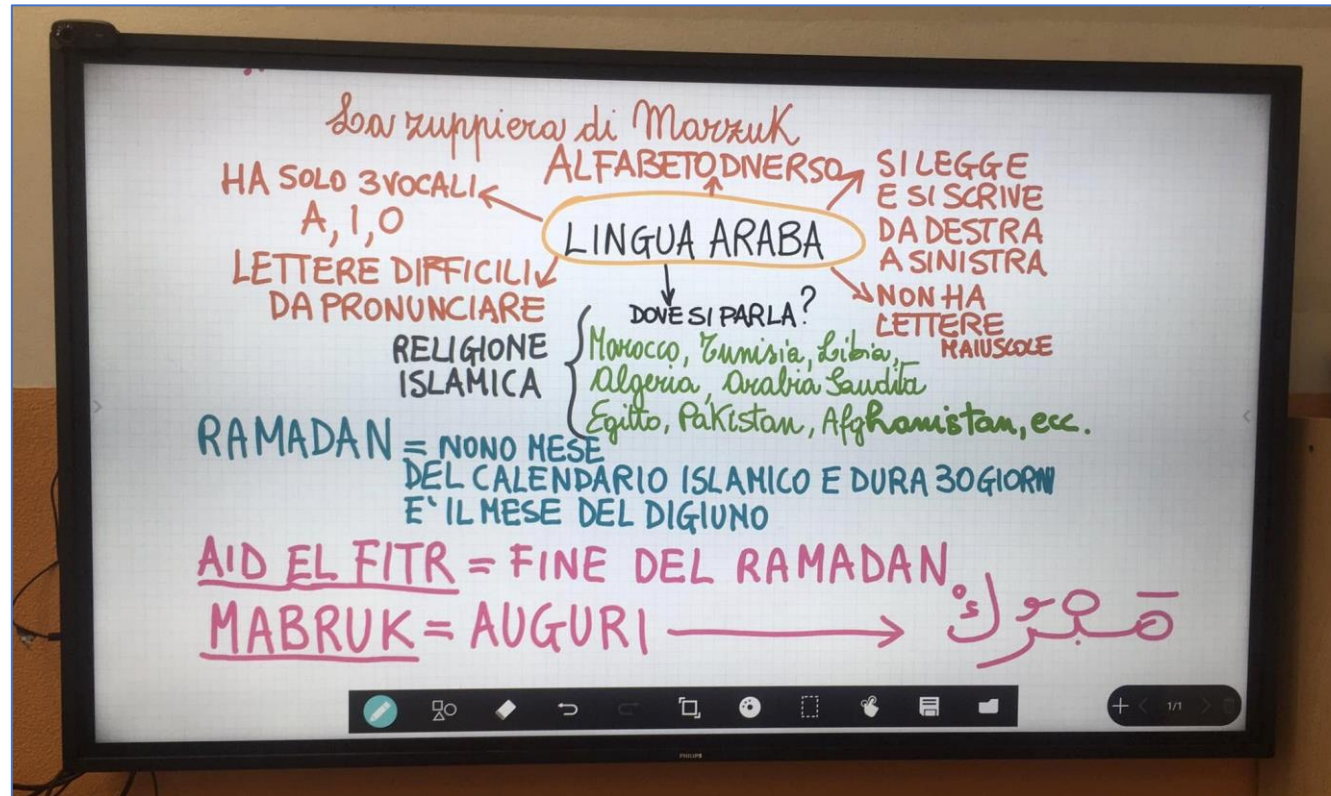 La zuppiera di Marzuk
ALFABETO DIVERSO
HA SOLO 3 VOCALI
A, I, O
SI LEGGE
E SI SCRIVE
DA DESTRA
A SINISTRA
LINGUA ARABA
LETTERE DIFFICILI
DA PRONUNCIARE
NON HA
LETTERE
MAIUSCOLE
DOVE SI PARLA?
RELIGIONE
ISLAMICA
Marocco, Tunisia, Libia,
Algeria, Arabia Saudita
Egitto, Pakistan, Afghanistan, ecc.
RAMADAN = NONO MESE
DEL CALENDARIO ISLAMICO E DURA 30 GIORNI
E' IL MESE DEL DIGIUNO
AID EL FITR = FINE DEL RAMADAN
MABRUK = AUGURI
1/1
PHILIPS